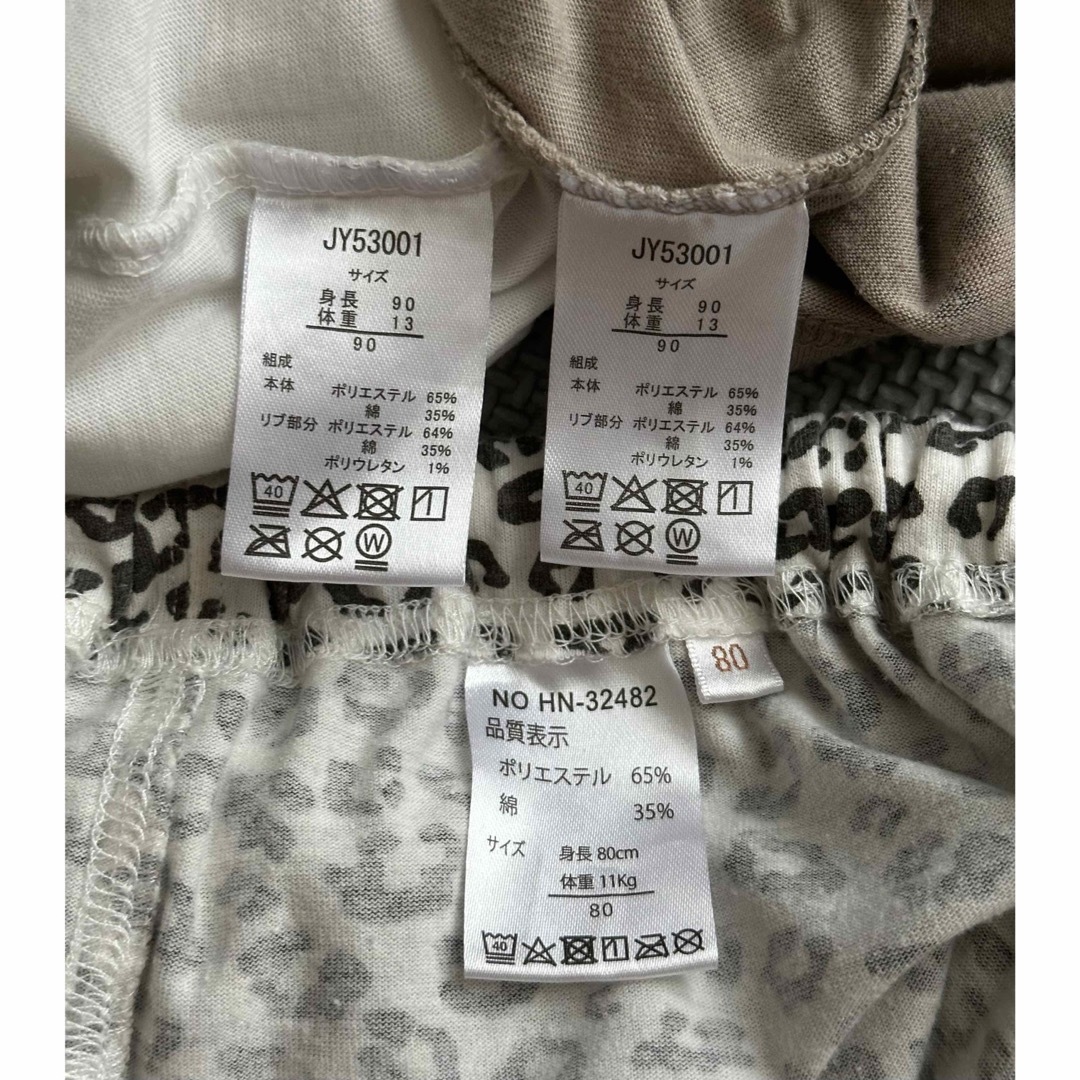 JY53001
サイズ
身長 90
体重 13
90
組成
本体 ポリエステル 65%
綿 35%
リブ部分 ポリエステル 64%
綿 35%
ポリウレタン 1%
40
W
JY53001
サイズ
身長 90
体重 13
90
組成
本体 ポリエステル 65%
綿 35%
リブ部分 ポリエステル 64%
綿 35%
ポリウレタン 1%
40
W
80
NO HN-32482
品質表示
ポリエステル 65%
綿 35%
サイズ 身長 80cm
体重 11Kg
80
40